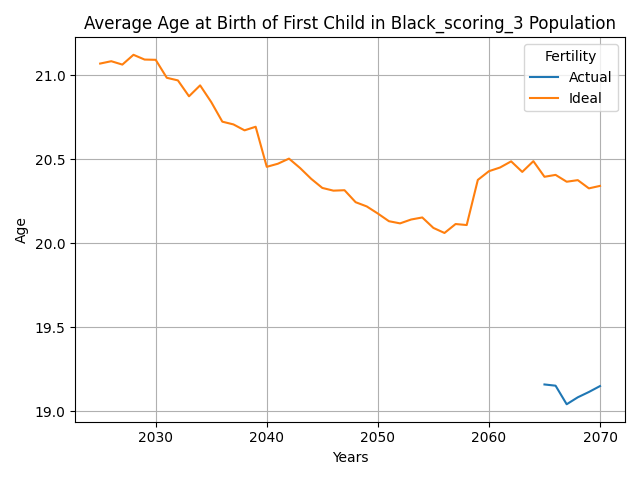 Average Age at Birth of First Child in Black_scoring_3 Population
Fertility
Actual
Ideal
Age
21.0
20.5
20.0
19.5
19.0
2030
2040
2050
2060
2070
Years